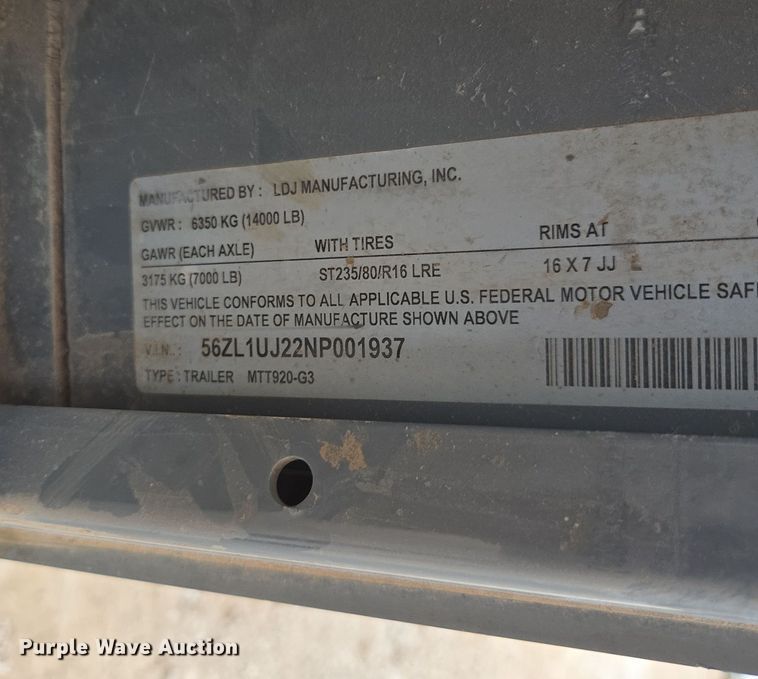 MANUFACTURED BY : LDJ MANUFACTURING, INC.
GVWR : 6350 KG (14000 LB)
GAWR (EACH AXLE) WITH TIRES RIMS AT
3175 KG (7000 LB) ST235/80/R16 LRE 16 X 7 JJ
THIS VEHICLE CONFORMS TO ALL APPLICABLE U.S. FEDERAL MOTOR VEHICLE SAF
EFFECT ON THE DATE OF MANUFACTURE SHOWN ABOVE
V.I.N. : 56ZL1UJ22NP001937
TYPE : TRAILER MTT920-G3
Purple Wave Auction